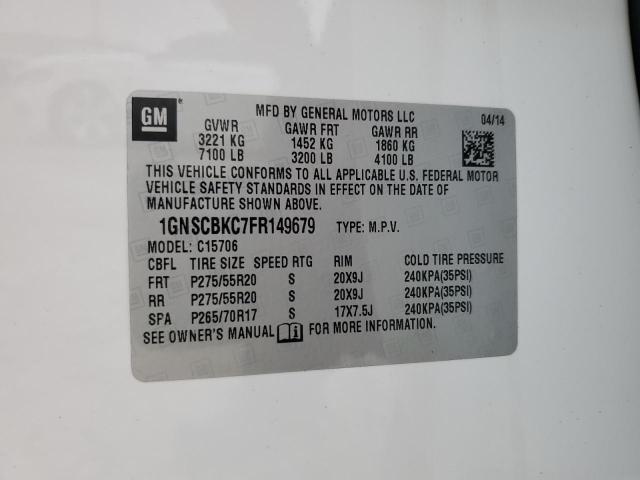 GM
MFD BY GENERAL MOTORS LLC 04/14
GVWR GAWR FRT GAWR RR
3221 KG 1452 KG 1860 KG
7100 LB 3200 LB 4100 LB
THIS VEHICLE CONFORMS TO ALL APPLICABLE U.S. FEDERAL MOTOR
VEHICLE SAFETY STANDARDS IN EFFECT ON THE DATE OF
MANUFACTURE SHOWN ABOVE.
1GNSCBKC7FR149679 TYPE: M.P.V.
MODEL: C15706
CBFL TIRE SIZE SPEED RTG RIM COLD TIRE PRESSURE
FRT P275/55R20 S 20X9J 240KPA(35PSI)
RR P275/55R20 S 20X9J 240KPA(35PSI)
SPA P265/70R17 S 17X7.5J 240KPA(35PSI)
SEE OWNER'S MANUAL FOR MORE INFORMATION.